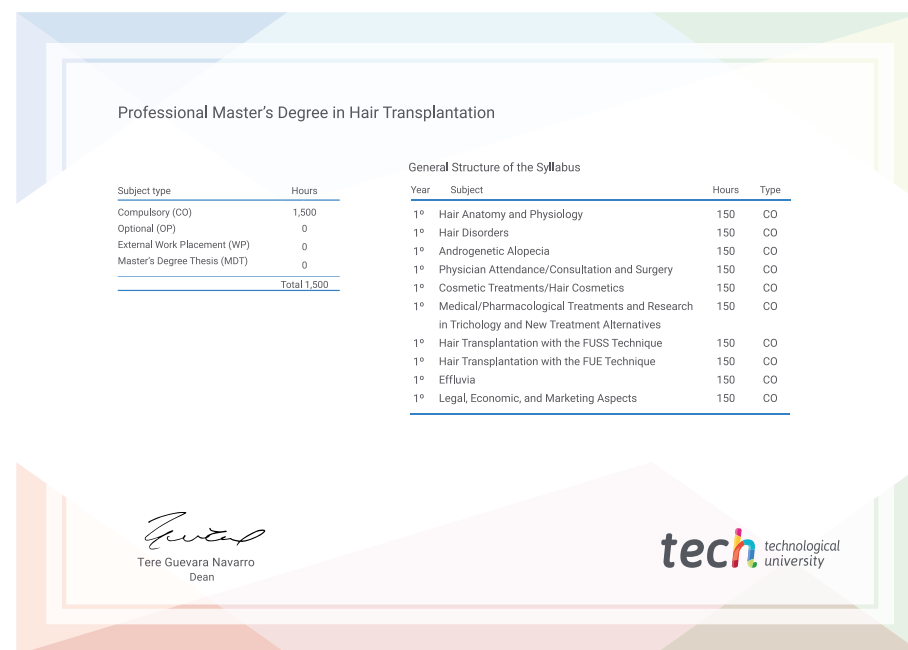 Professional Master's Degree in Hair Transplantation
Subject type Hours
Compulsory (CO) 1,500
Optional (OP) 0
External Work Placement (WP) 0
Master's Degree Thesis (MDT) 0
Total 1,500
General Structure of the Syllabus
Year Subject Hours Type
1º Hair Anatomy and Physiology 150 CO
1º Hair Disorders 150 CO
1º Androgenetic Alopecia 150 CO
1º Physician Attendance/Consultation and Surgery 150 CO
1º Cosmetic Treatments/Hair Cosmetics 150 CO
1º Medical/Pharmacological Treatments and Research 150 CO
in Trichology and New Treatment Alternatives
1º Hair Transplantation with the FUSS Technique 150 CO
1º Hair Transplantation with the FUE Technique 150 CO
1º Effluvia 150 CO
1º Legal, Economic, and Marketing Aspects 150 CO
Tere Guevara Navarro
Dean
tech technological
university